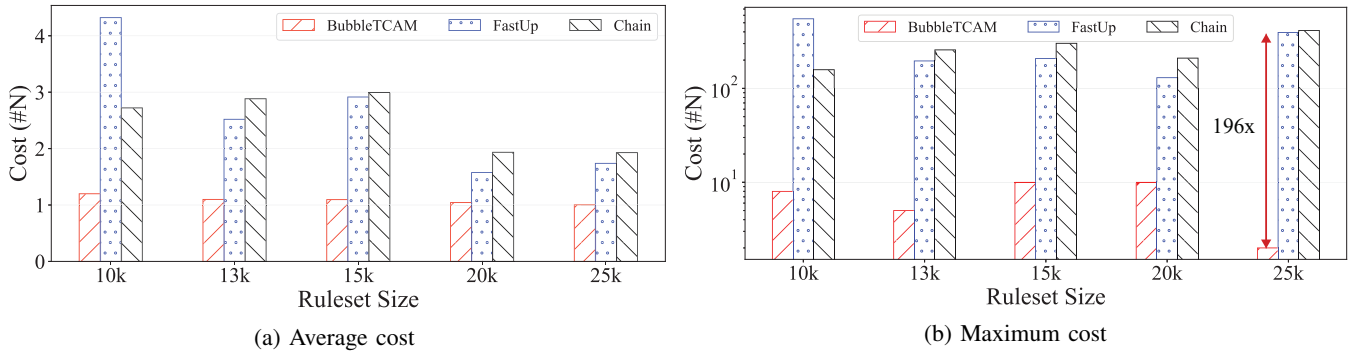 BubbleTCAM FastUp Chain
Cost (#N)
4
3
2
1
0
10k 13k 15k 20k 25k
Ruleset Size
(a) Average cost
BubbleTCAM FastUp Chain
Cost (#N)
10²
10¹
196x
10k 13k 15k 20k 25k
Ruleset Size
(b) Maximum cost